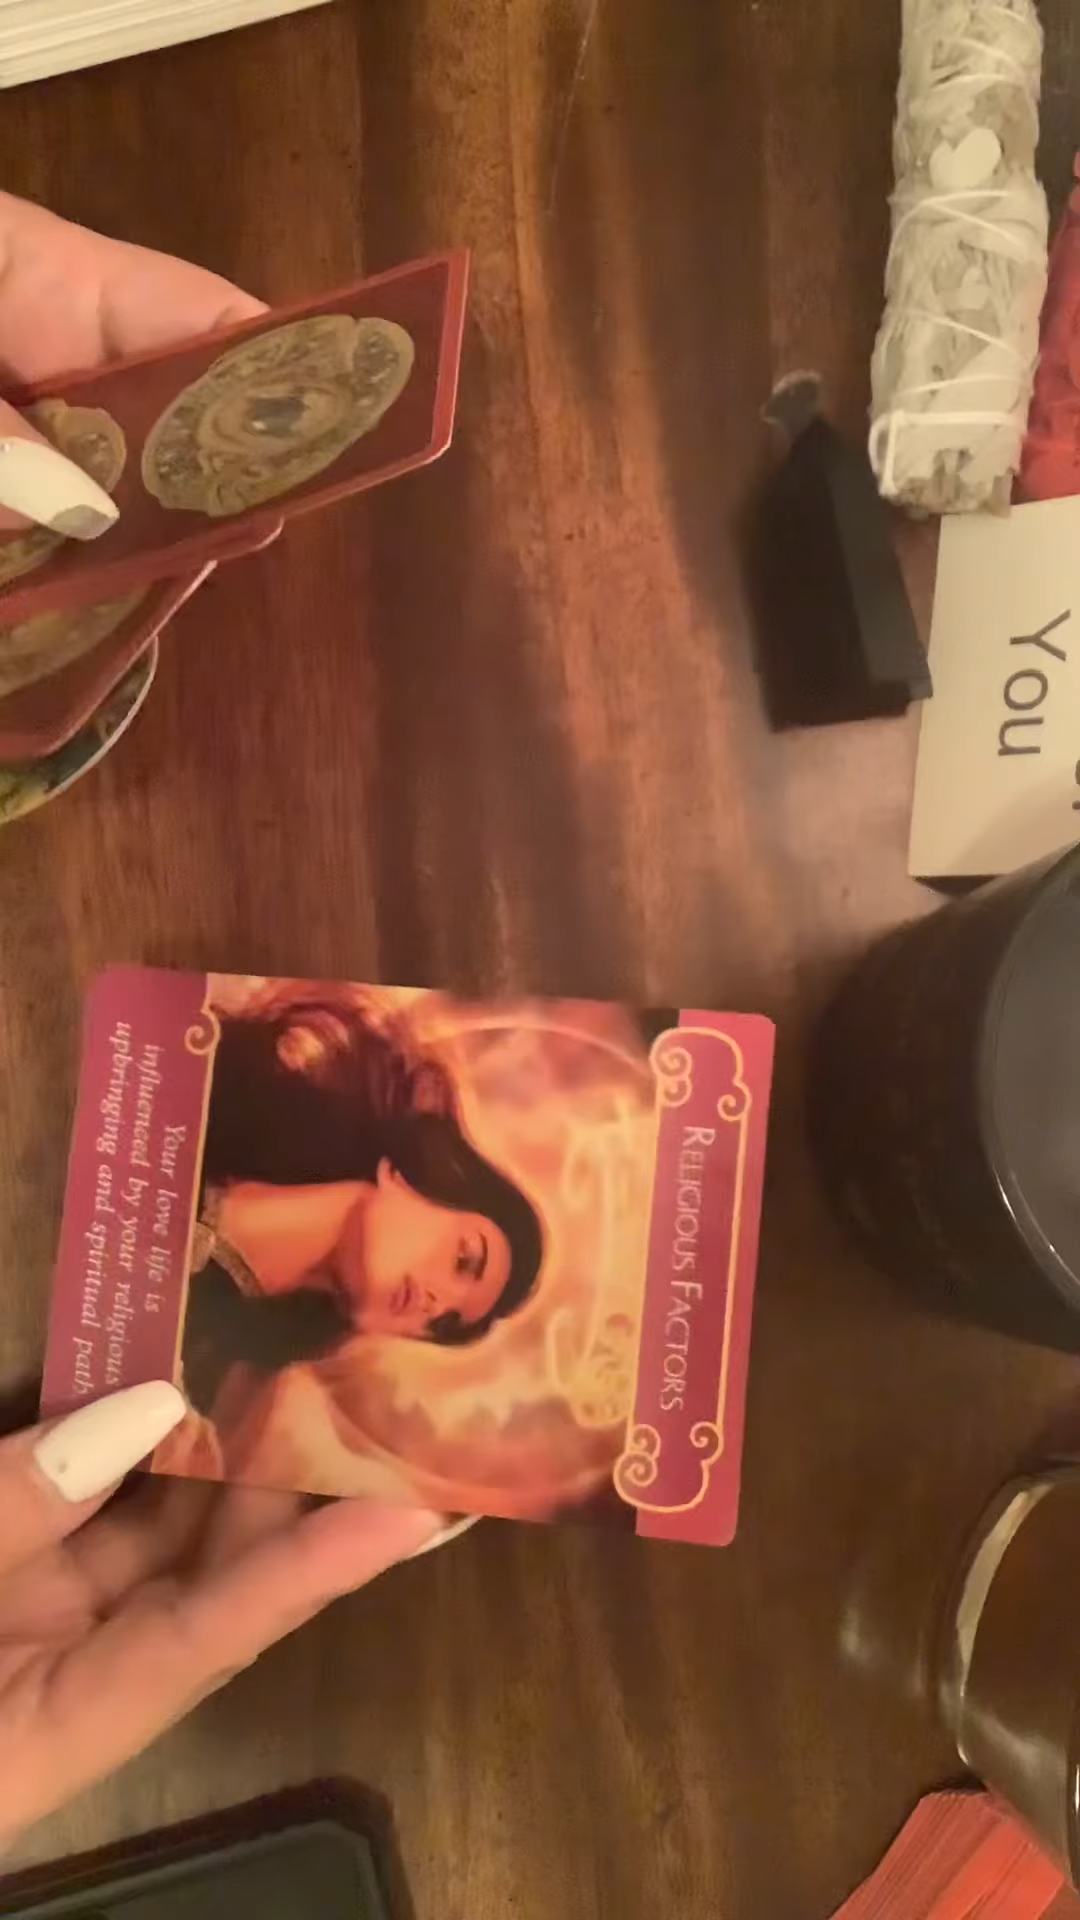 RELIGIOUS FACTORS
Your love life is
influenced by your religious
upbringing and spiritual path
You